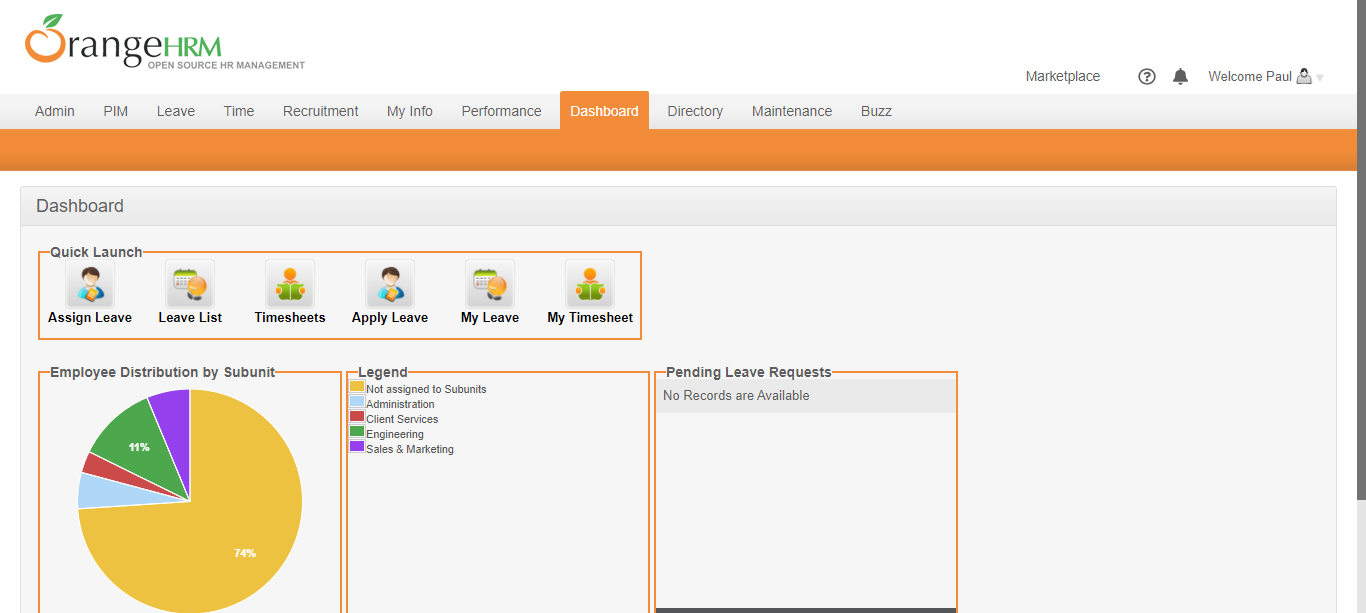 OrangeHRM
OPEN SOURCE HR MANAGEMENT
Marketplace ? Welcome Paul
Admin PIM Leave Time Recruitment My Info Performance Dashboard Directory Maintenance Buzz
Dashboard
Quick Launch
Assign Leave Leave List Timesheets Apply Leave My Leave My Timesheet
Employee Distribution by Subunit
11%
74%
Legend
Not assigned to Subunits
Administration
Client Services
Engineering
Sales & Marketing
Pending Leave Requests
No Records are Available